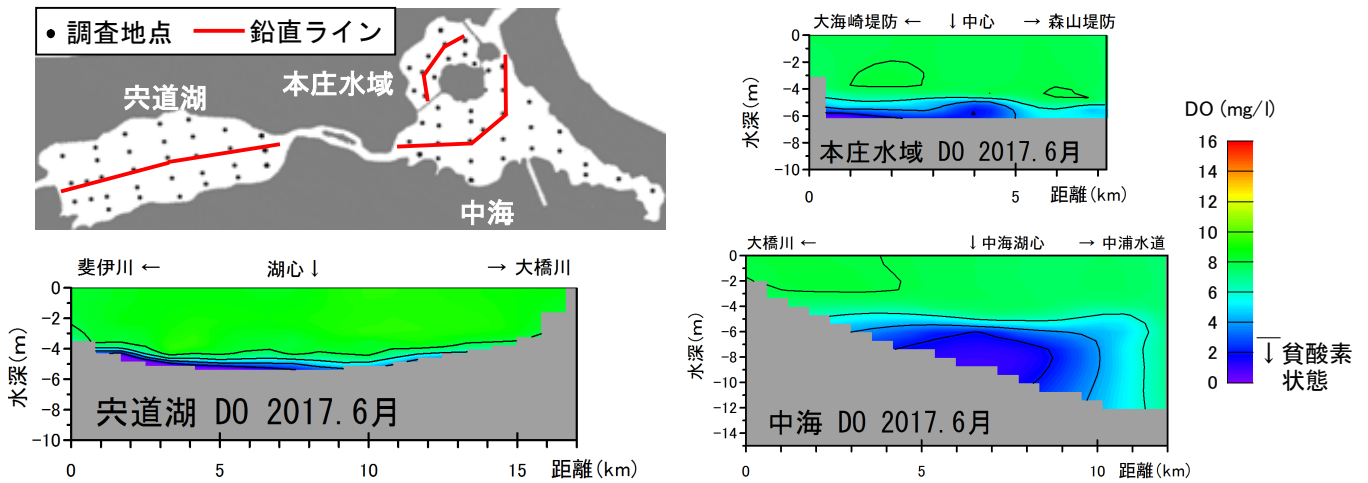 • 調査地点 ― 鉛直ライン
宍道湖
本庄水域
中海
大海崎堤防 ← ↓中心 → 森山堤防
水深(m)
0
-2
-4
-6
-8
-10
本庄水域 DO 2017.6月
0 5 距離(km)
斐伊川 ← 湖心↓ → 大橋川
水深(m)
0
-2
-4
-6
-8
-10
宍道湖 DO 2017.6月
0 5 10 15 距離(km)
大橋川 ← ↓中海湖心 → 中浦水道
水深(m)
0
-2
-4
-6
-8
-10
-12
-14
中海 DO 2017.6月
0 5 10 距離(km)
DO (mg/l)
16
14
12
10
8
6
4
2
0
↓貧酸素
状態